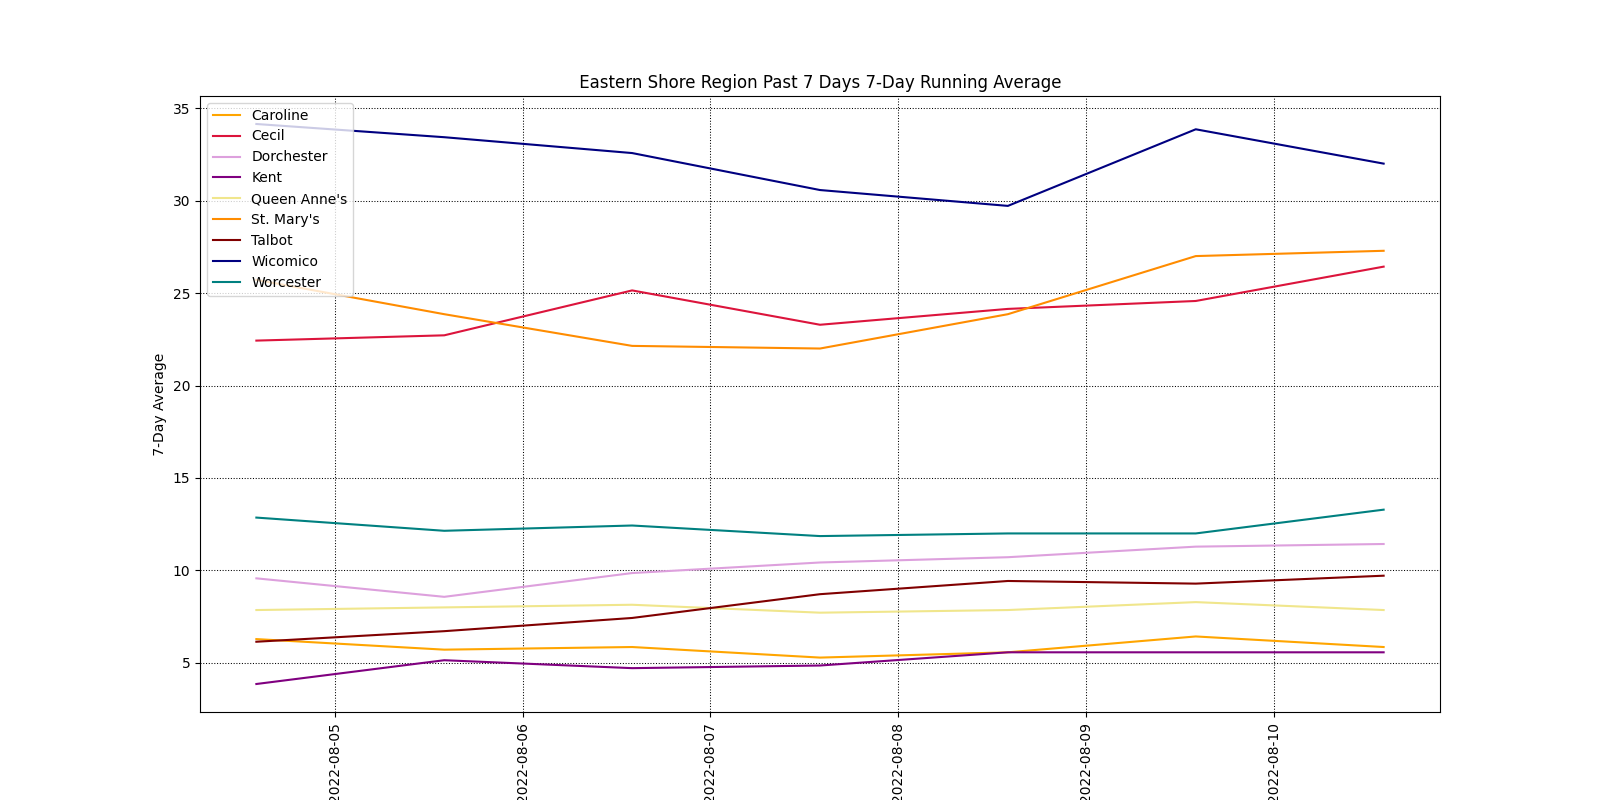 Eastern Shore Region Past 7 Days 7-Day Running Average
35
30
25
20
15
10
5
7-Day Average
Caroline
Cecil
Dorchester
Kent
Queen Anne's
St. Mary's
Talbot
Wicomico
Worcester
2022-08-05
2022-08-06
2022-08-07
2022-08-08
2022-08-09
2022-08-10